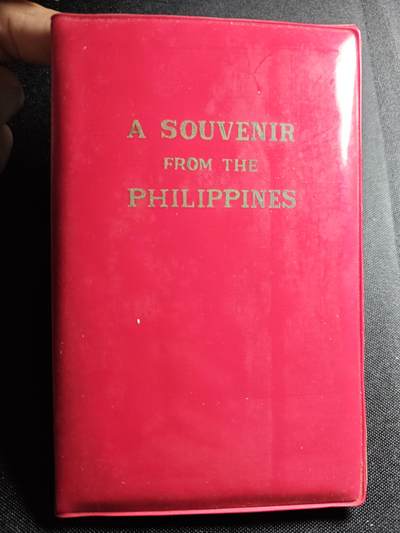 A SOUVENIR
FROM THE
PHILIPPINES